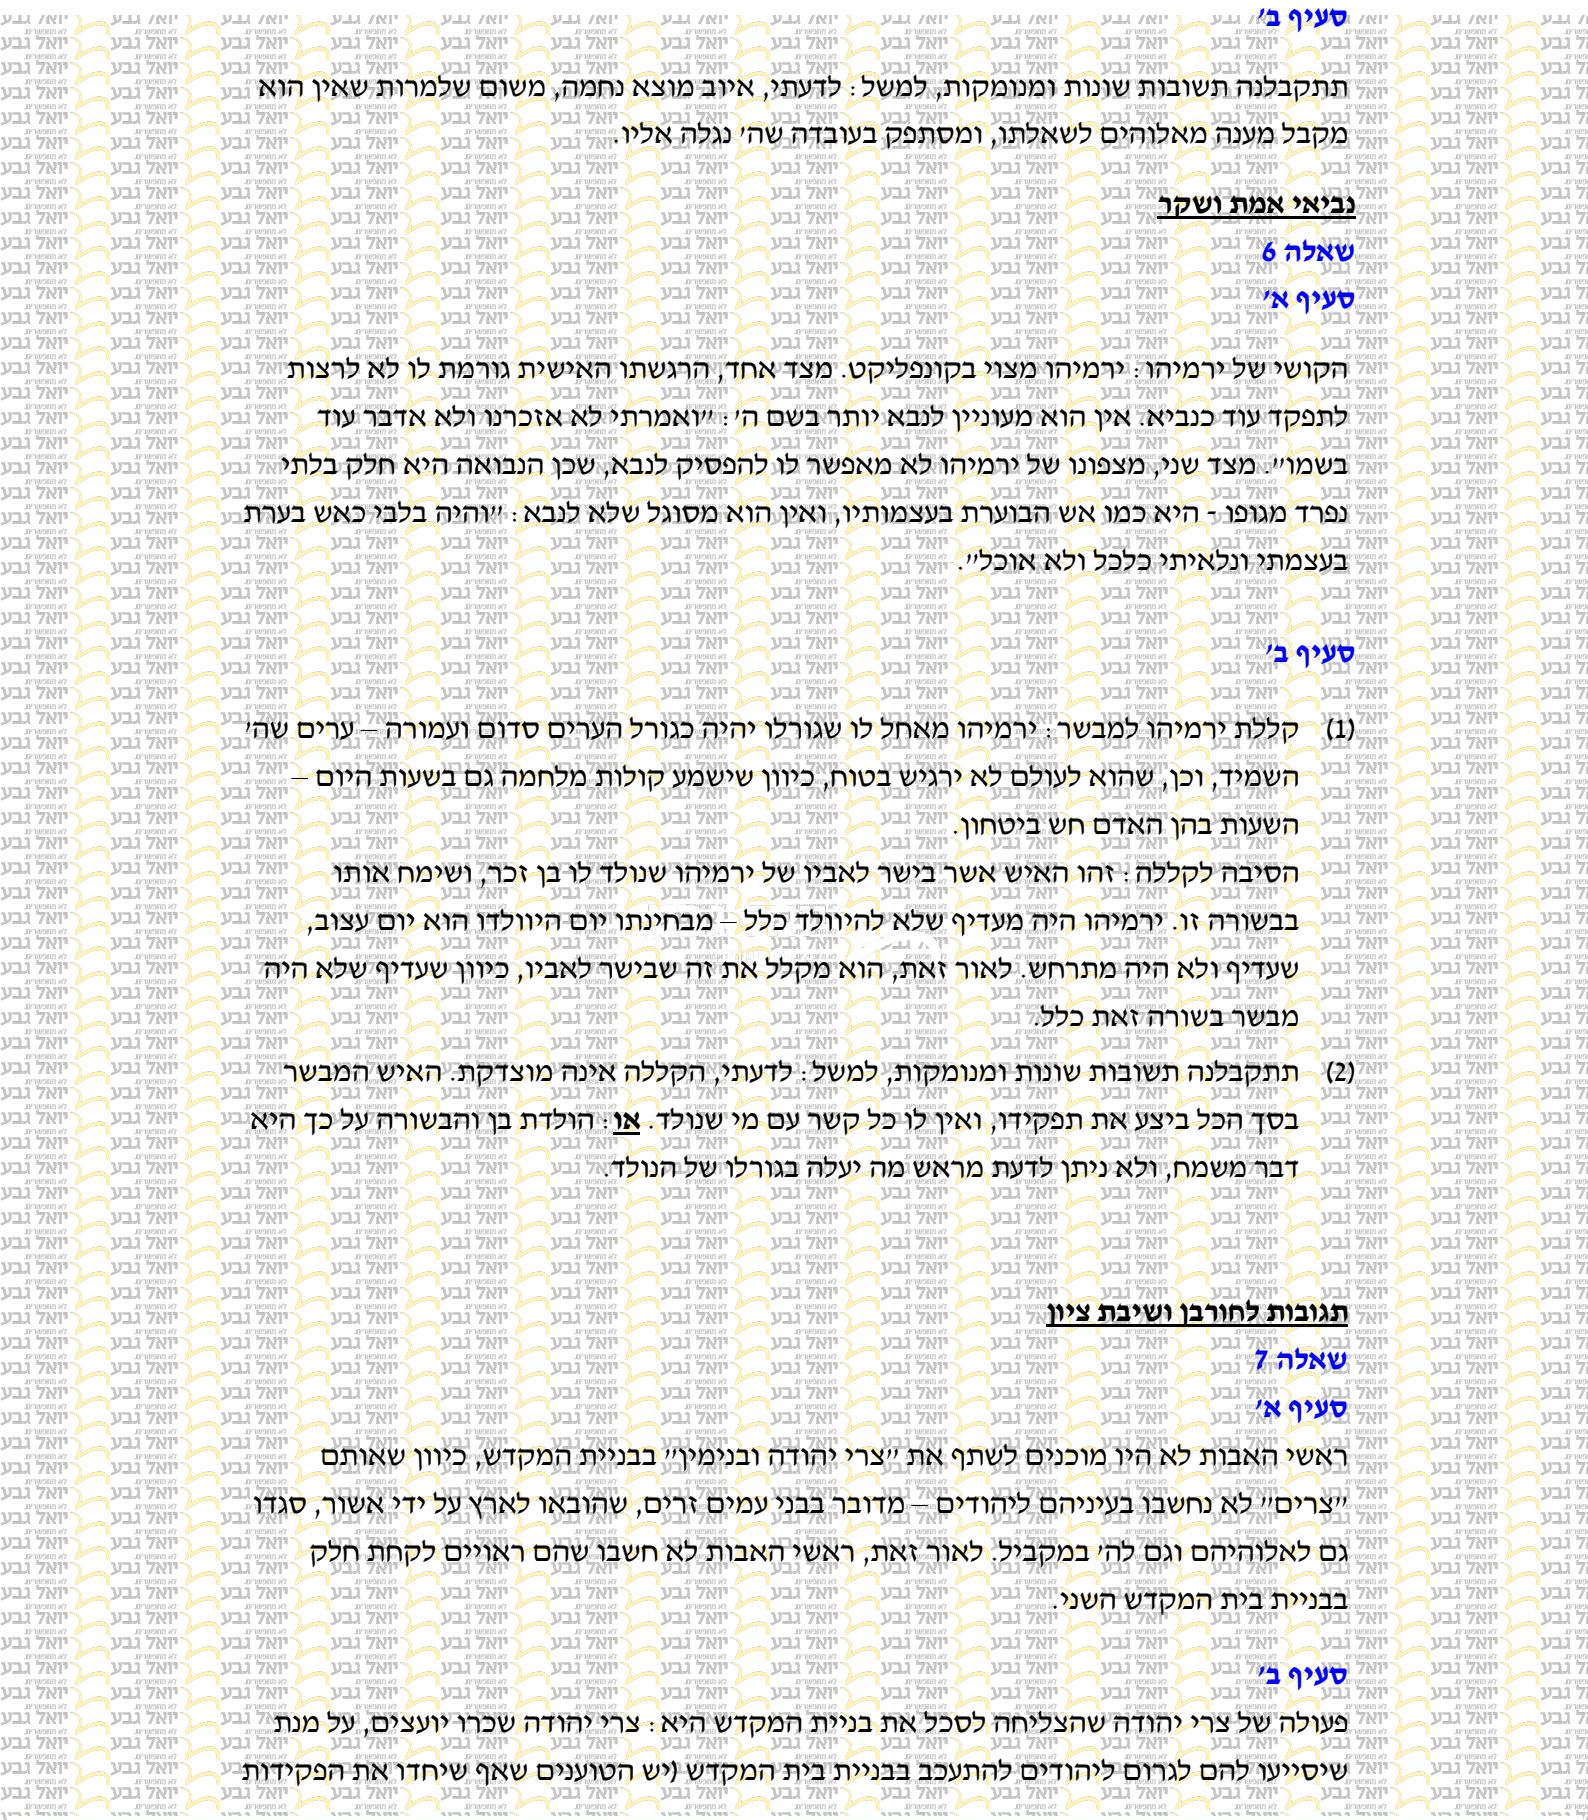 סעיף ב׳
תתקבלנה תשובות שונות ומנומקות, למשל: לדעתי, איוב מוצא נחמה, משום שלמרות שאין הוא
מקבל מענה מאלוהים לשאלתו, ומסתפק בעובדה שה׳ נגלה אליו.
נביאי אמת ושקר
שאלה 6
סעיף א׳
הקושי של ירמיהו: ירמיהו מצוי בקונפליקט. מצד אחד, הרגשתו האישית גורמת לו לא לרצות
לתפקד עוד כנביא. אין הוא מעוניין לנבא יותר בשם ה׳: ״ואמרתי לא אזכרנו ולא אדבר עוד
בשמו״. מצד שני, מצפונו של ירמיהו לא מאפשר לו להפסיק לנבא, שכן הנבואה היא חלק בלתי
נפרד מגופו - היא כמו אש הבוערת בעצמותיו, ואין הוא מסוגל שלא לנבא: ״והיה בלבי כאש בערת
בעצמתי ונלאיתי כלכל ולא אוכל״.
סעיף ב׳
(1) קללת ירמיהו למבשר: ירמיהו מאחל לו שגורלו יהיה כגורל הערים סדום ועמורה – ערים שה׳
השמיד, וכן, שהוא לעולם לא ירגיש בטוח, כיוון שישמע קולות מלחמה גם בשעות היום –
השעות בהן האדם חש ביטחון.
הסיבה לקללה: זהו האיש אשר בישר לאביו של ירמיהו שנולד לו בן זכר, ושימח אותו
בבשורה זו. ירמיהו היה מעדיף שלא להיוולד כלל – מבחינתו יום היוולדו הוא יום עצוב,
שעדיף ולא היה מתרחש. לאור זאת, הוא מקלל את זה שבישר לאביו, כיוון שעדיף שלא היה
מבשר בשורה זאת כלל.
(2) תתקבלנה תשובות שונות ומנומקות, למשל: לדעתי, הקללה אינה מוצדקת. האיש המבשר
בסך הכל ביצע את תפקידו, ואין לו כל קשר עם מי שנולד. או: הולדת בן והבשורה על כך היא
דבר משמח, ולא ניתן לדעת מראש מה יעלה בגורלו של הנולד.
תגובות לחורבן ושיבת ציון
שאלה 7
סעיף א׳
ראשי האבות לא היו מוכנים לשתף את ״צרי יהודה ובנימין״ בבניית המקדש, כיוון שאותם
״צרים״ לא נחשבו בעיניהם ליהודים – מדובר בבני עמים זרים, שהובאו לארץ על ידי אשור, סגדו
גם לאלוהיהם וגם לה׳ במקביל. לאור זאת, ראשי האבות לא חשבו שהם ראויים לקחת חלק
בבניית בית המקדש השני.
סעיף ב׳
פעולה של צרי יהודה שהצליחה לסכל את בניית המקדש היא: צרי יהודה שכרו יועצים, על מנת
שיסייעו להם לגרום ליהודים להתעכב בבניית בית המקדש (יש הטוענים שאף שיחדו את הפקידות